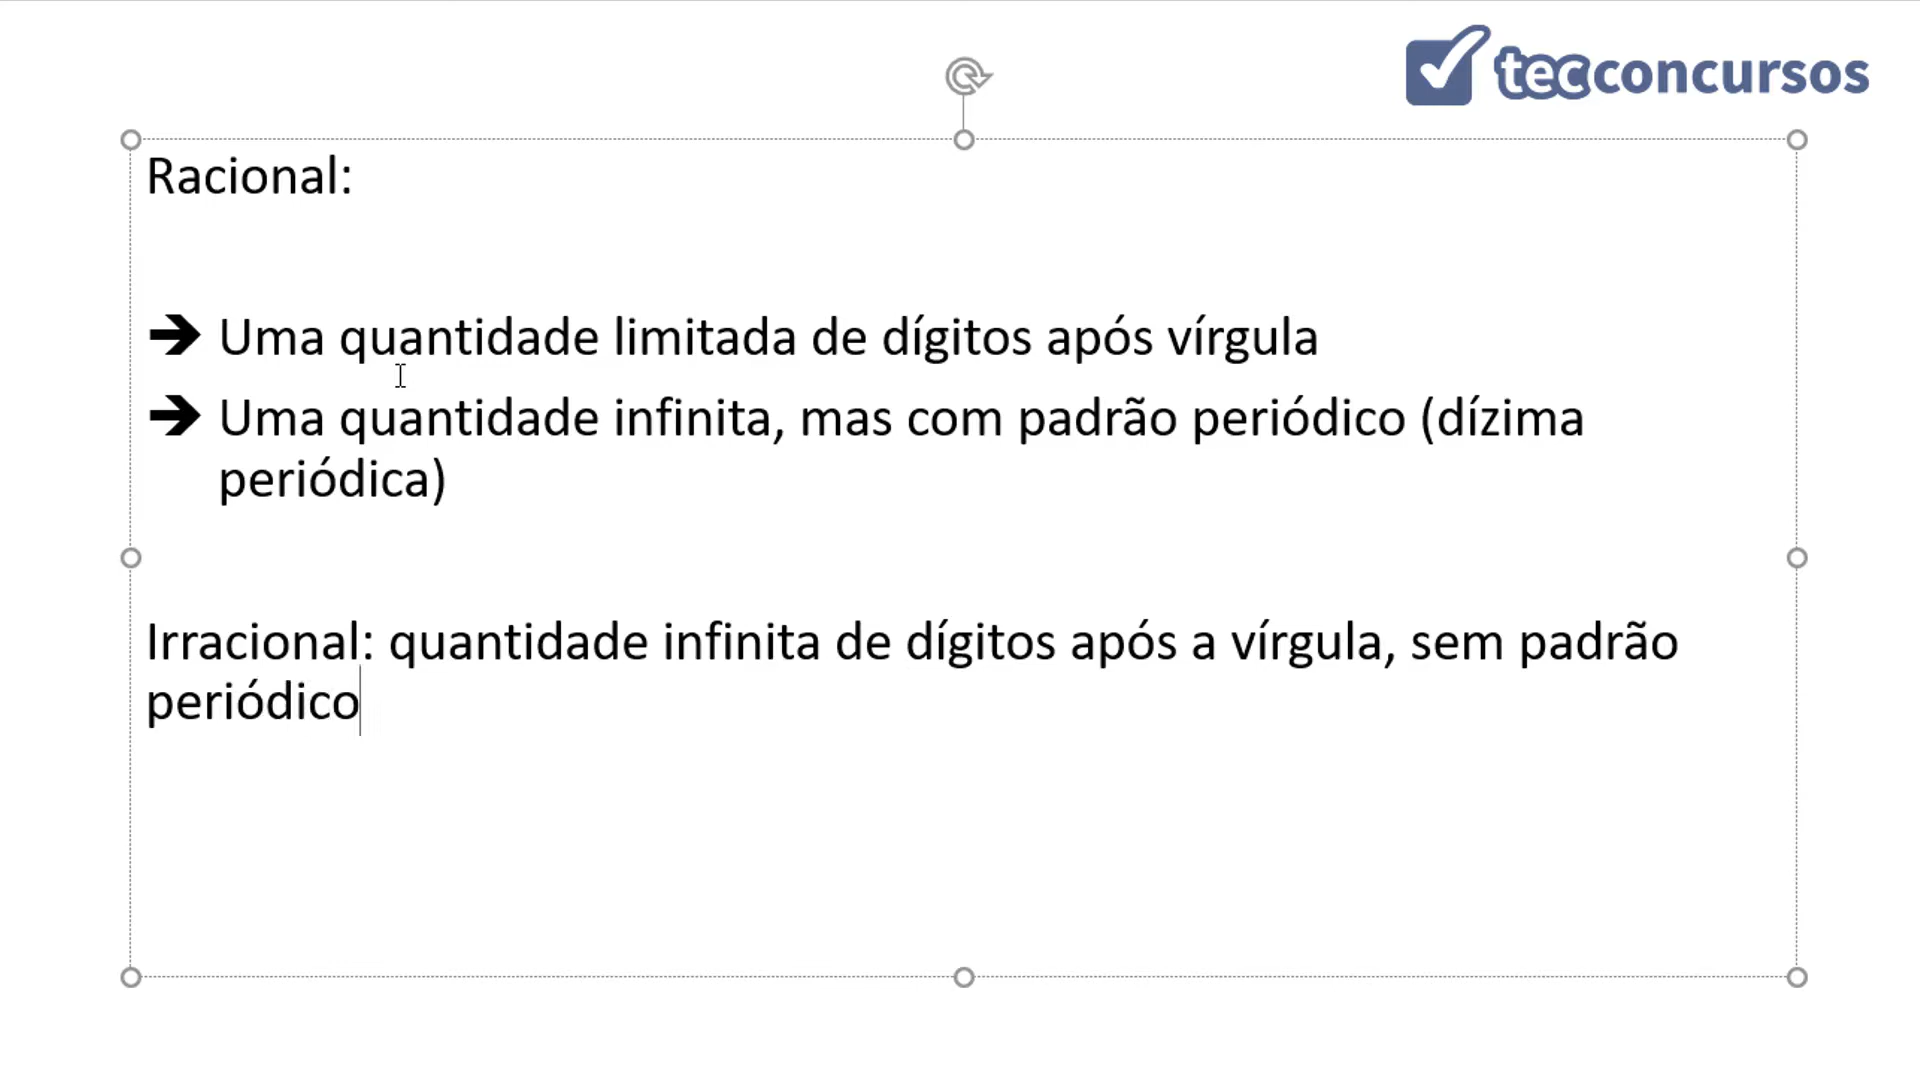 tecconcursos
Racional:
➔ Uma quantidade limitada de dígitos após vírgula
➔ Uma quantidade infinita, mas com padrão periódico (dízima
periódica)
Irracional: quantidade infinita de dígitos após a vírgula, sem padrão
periódico